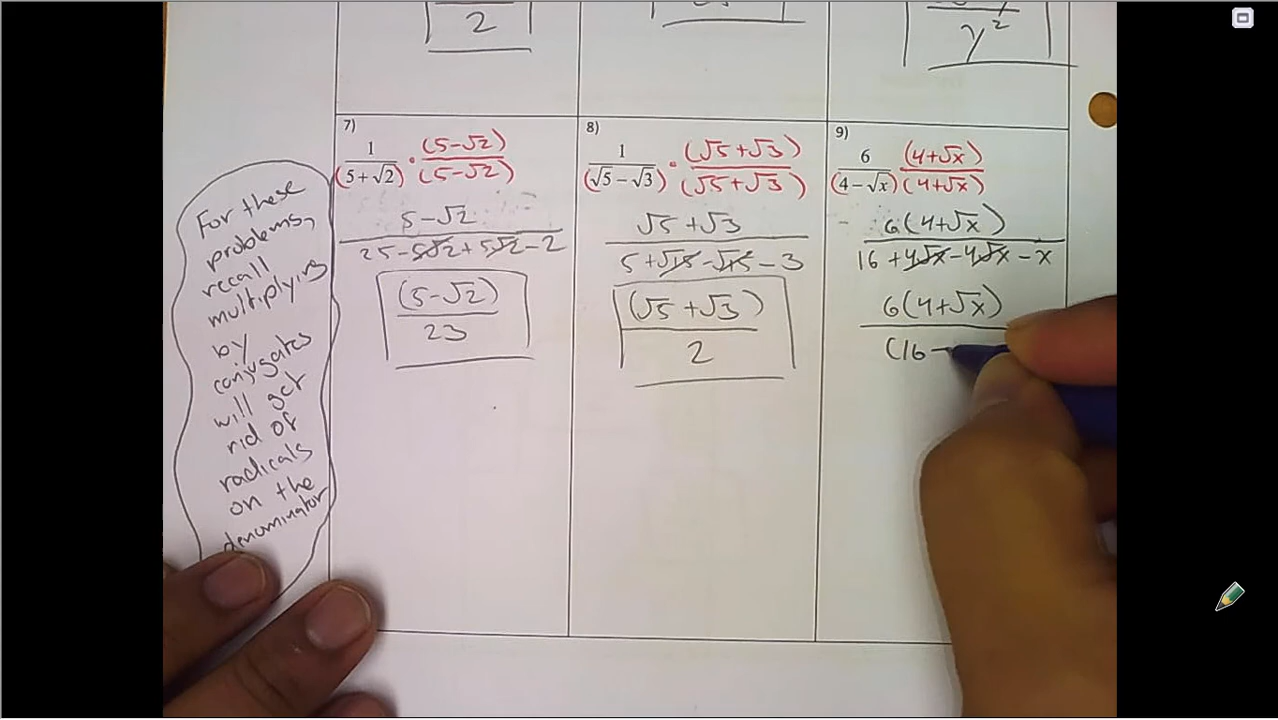 2
y²
7)
1/(5+√2) · (5-√2)/(5-√2)
5-√2
25-5√2+5√2-2
(5-√2)
23
8)
1/(√5-√3) · (√5+√3)/(√5+√3)
√5+√3
5+√15-√15-3
(√5+√3)
2
9)
6/(4-√x) (4+√x)/(4+√x)
6(4+√x)
16+4√x-4√x-x
6(4+√x)
(16-
For these
problems,
recall
multiplying
by
conjugates
will get
rid of
radicals
on the
denominator